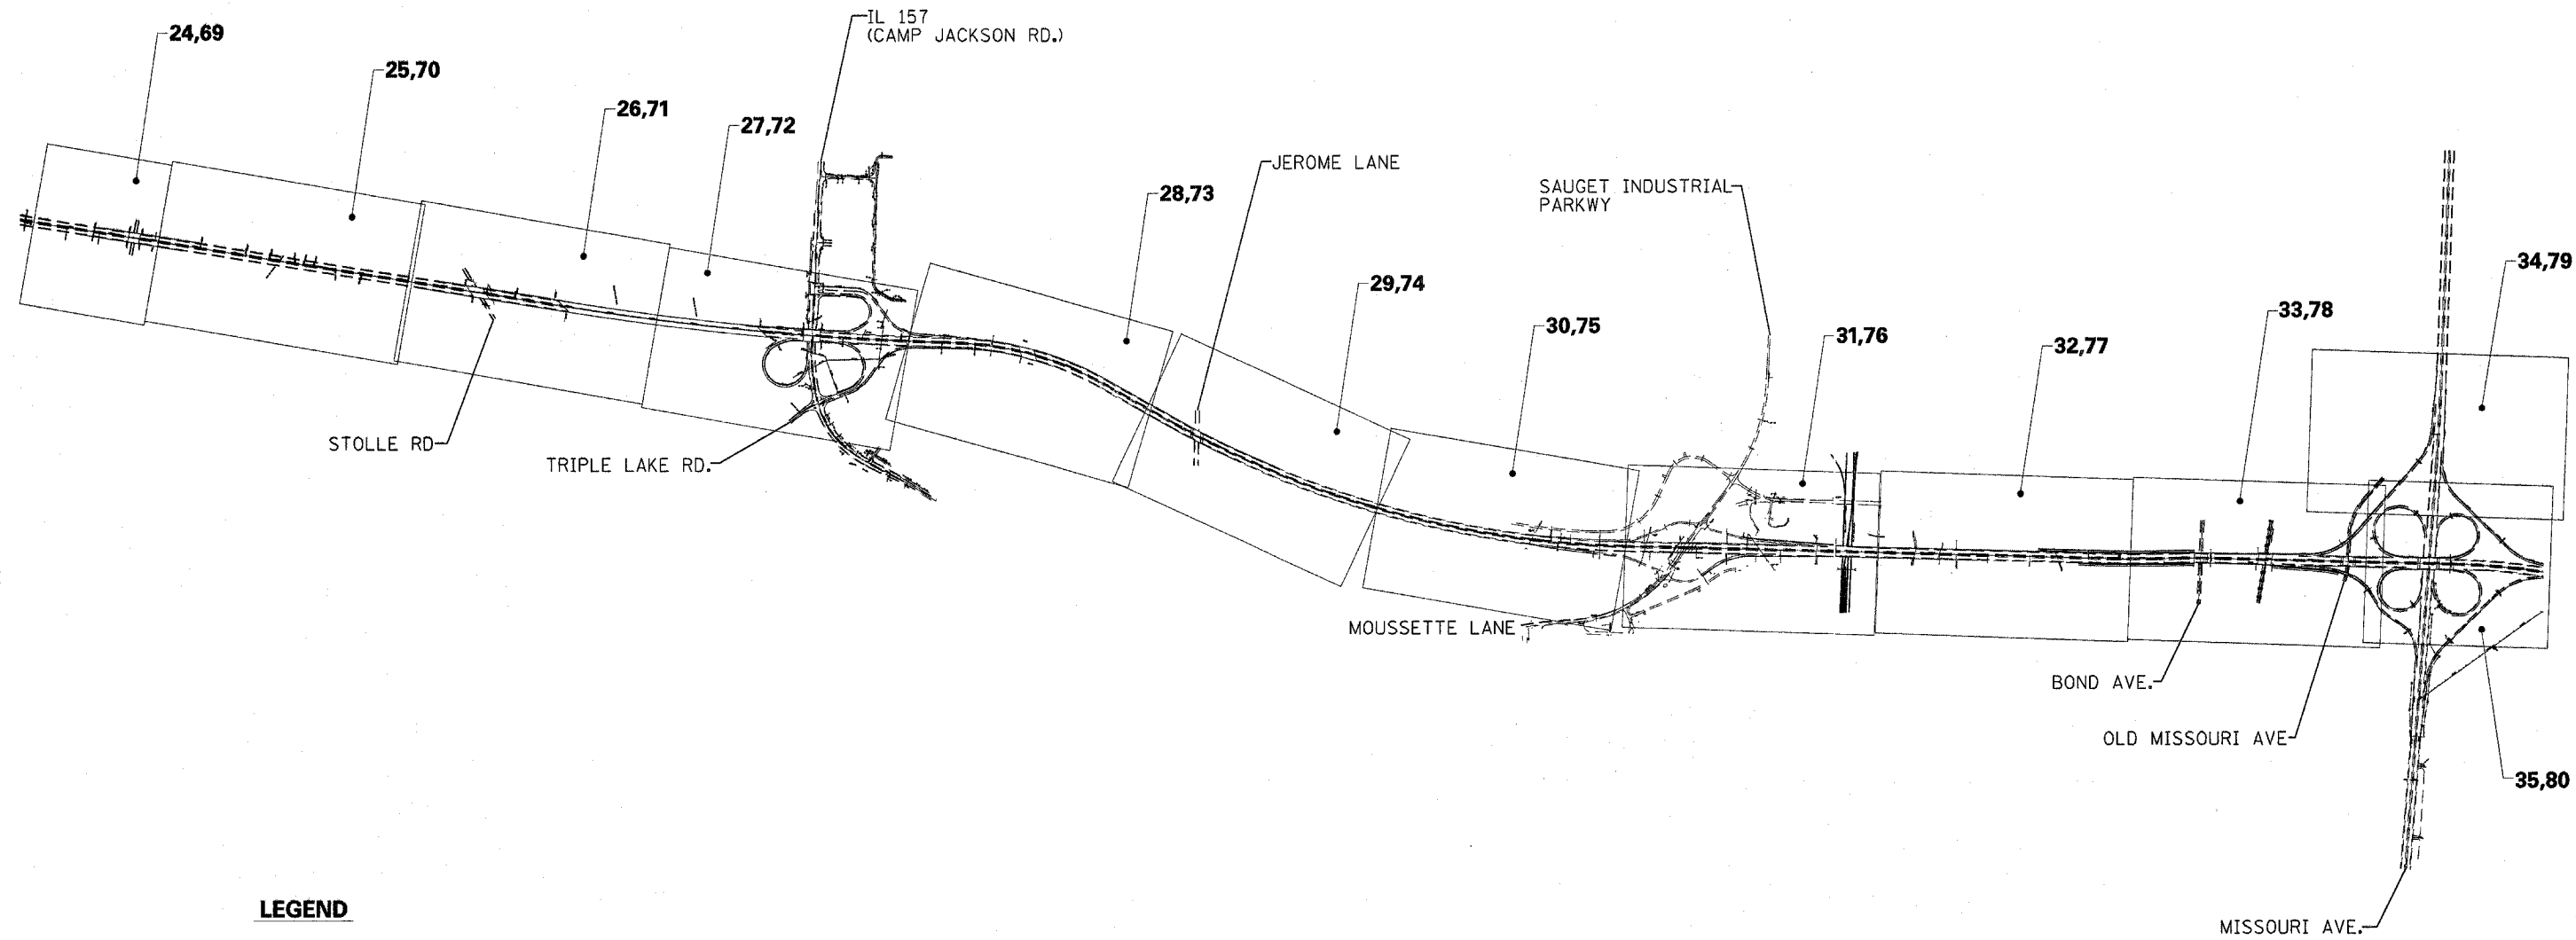 IL 157
(CAMP JACKSON RD.)
24,69
25,70
26,71
27,72
JEROME LANE
28,73
SAUGET INDUSTRIAL
PARKWY
34,79
29,74
33,78
30,75
31,76
32,77
STOLLE RD
TRIPLE LAKE RD.
MOUSSETTE LANE
BOND AVE.
OLD MISSOURI AVE
35,80
LEGEND
MISSOURI AVE.